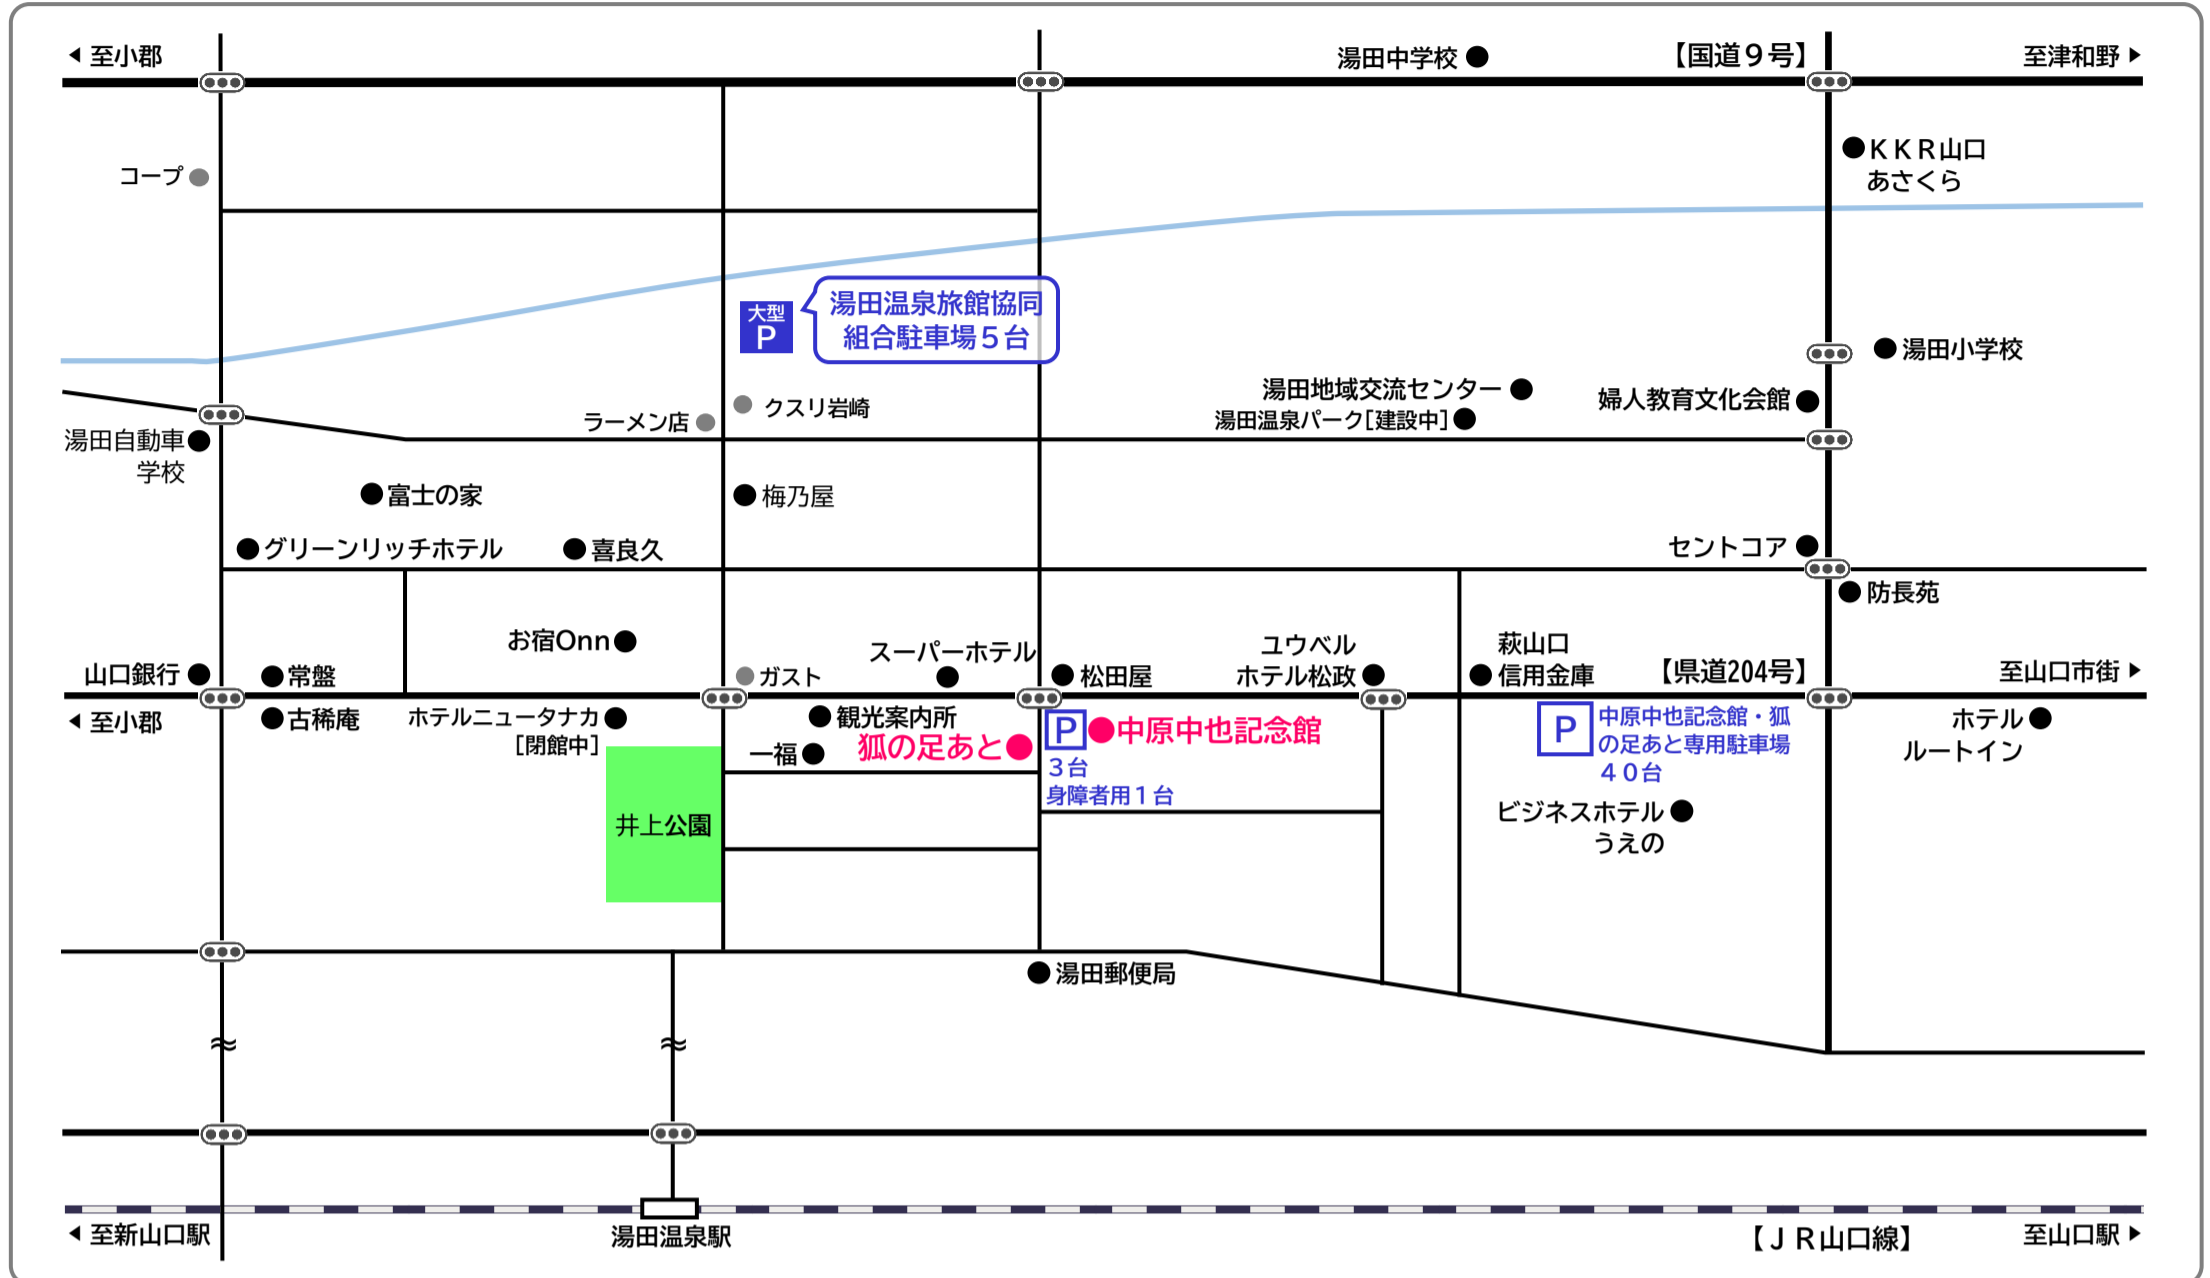 至小郡
湯田中学校
【国道９号】
至津和野
コープ
ＫＫＲ山口
あさくら
大型
P
湯田温泉旅館協同
組合駐車場５台
湯田小学校
クスリ岩崎
ラーメン店
湯田地域交流センター
湯田温泉パーク[建設中]
婦人教育文化会館
湯田自動車
学校
富士の家
梅乃屋
グリーンリッチホテル
喜良久
セントコア
防長苑
お宿Onn
スーパーホテル
ユウベル
ホテル松政
萩山口
信用金庫
【県道204号】
至山口市街
山口銀行
常盤
ガスト
松田屋
至小郡
古稀庵
ホテルニュータナカ
[閉館中]
観光案内所
一福
狐の足あと
P
中原中也記念館
３台
身障者用１台
P
中原中也記念館・狐
の足あと専用駐車場
４０台
ホテル
ルートイン
井上公園
ビジネスホテル
うえの
湯田郵便局
至新山口駅
湯田温泉駅
【ＪＲ山口線】
至山口駅